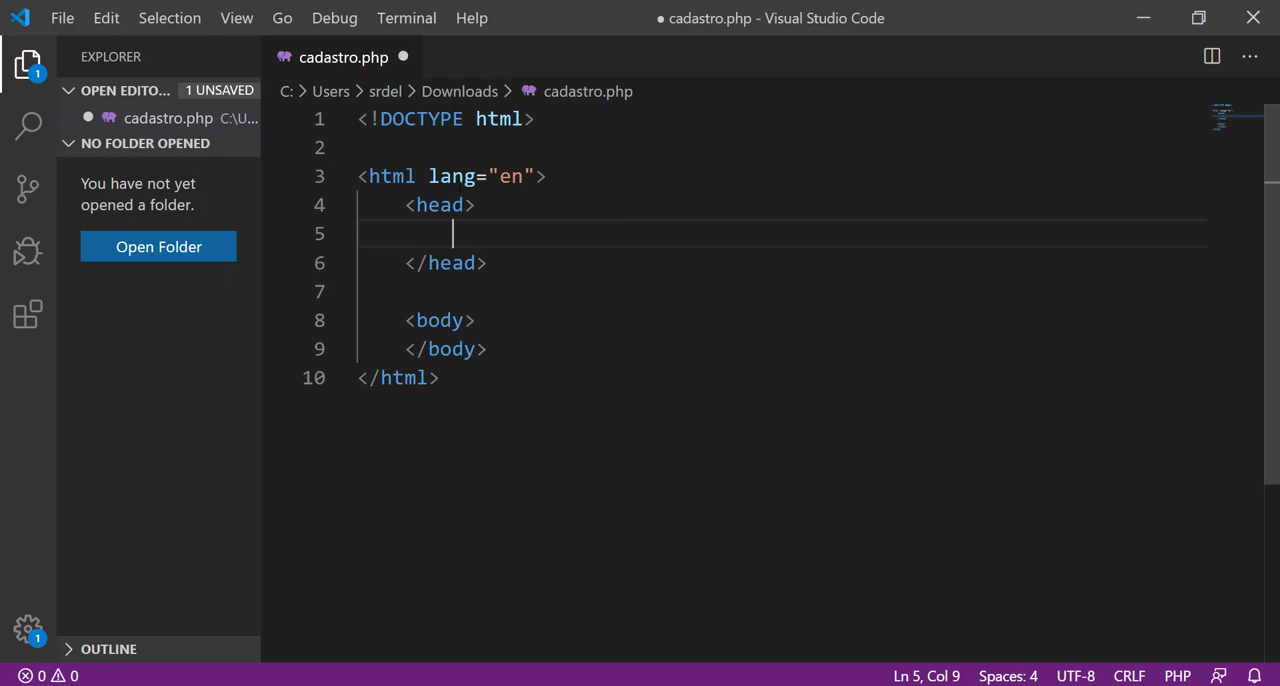 File Edit Selection View Go Debug Terminal Help ● cadastro.php - Visual Studio Code
EXPLORER
1
OPEN EDITO... 1 UNSAVED
● cadastro.php C:\U...
NO FOLDER OPENED
You have not yet
opened a folder.
Open Folder
OUTLINE
1
cadastro.php ●
C: > Users > srdel > Downloads > cadastro.php
1 <!DOCTYPE html>
2
3 <html lang="en">
4 <head>
5
6 </head>
7
8 <body>
9 </body>
10 </html>
0 0 Ln 5, Col 9 Spaces: 4 UTF-8 CRLF PHP